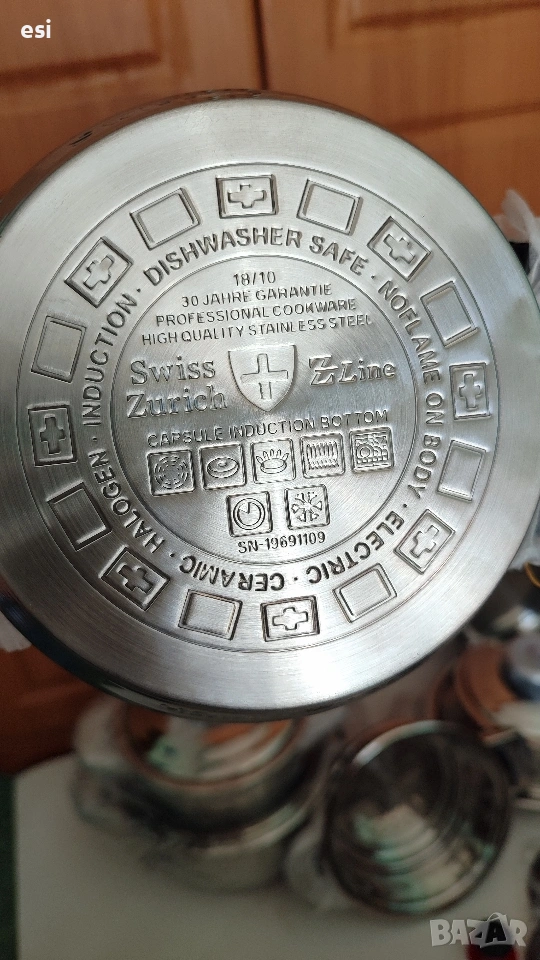 esi
DISHWASHER SAFE · NOFLAME ON BODY · ELECTRIC · CERAMIC · HALOGEN · INDUCTION ·
18/10
30 JAHRE GARANTIE
PROFESSIONAL COOKWARE
HIGH QUALITY STAINLESS STEEL
Swiss Zurich
Z-Line
CAPSULE INDUCTION BOTTOM
SN-19691109
BAZAR